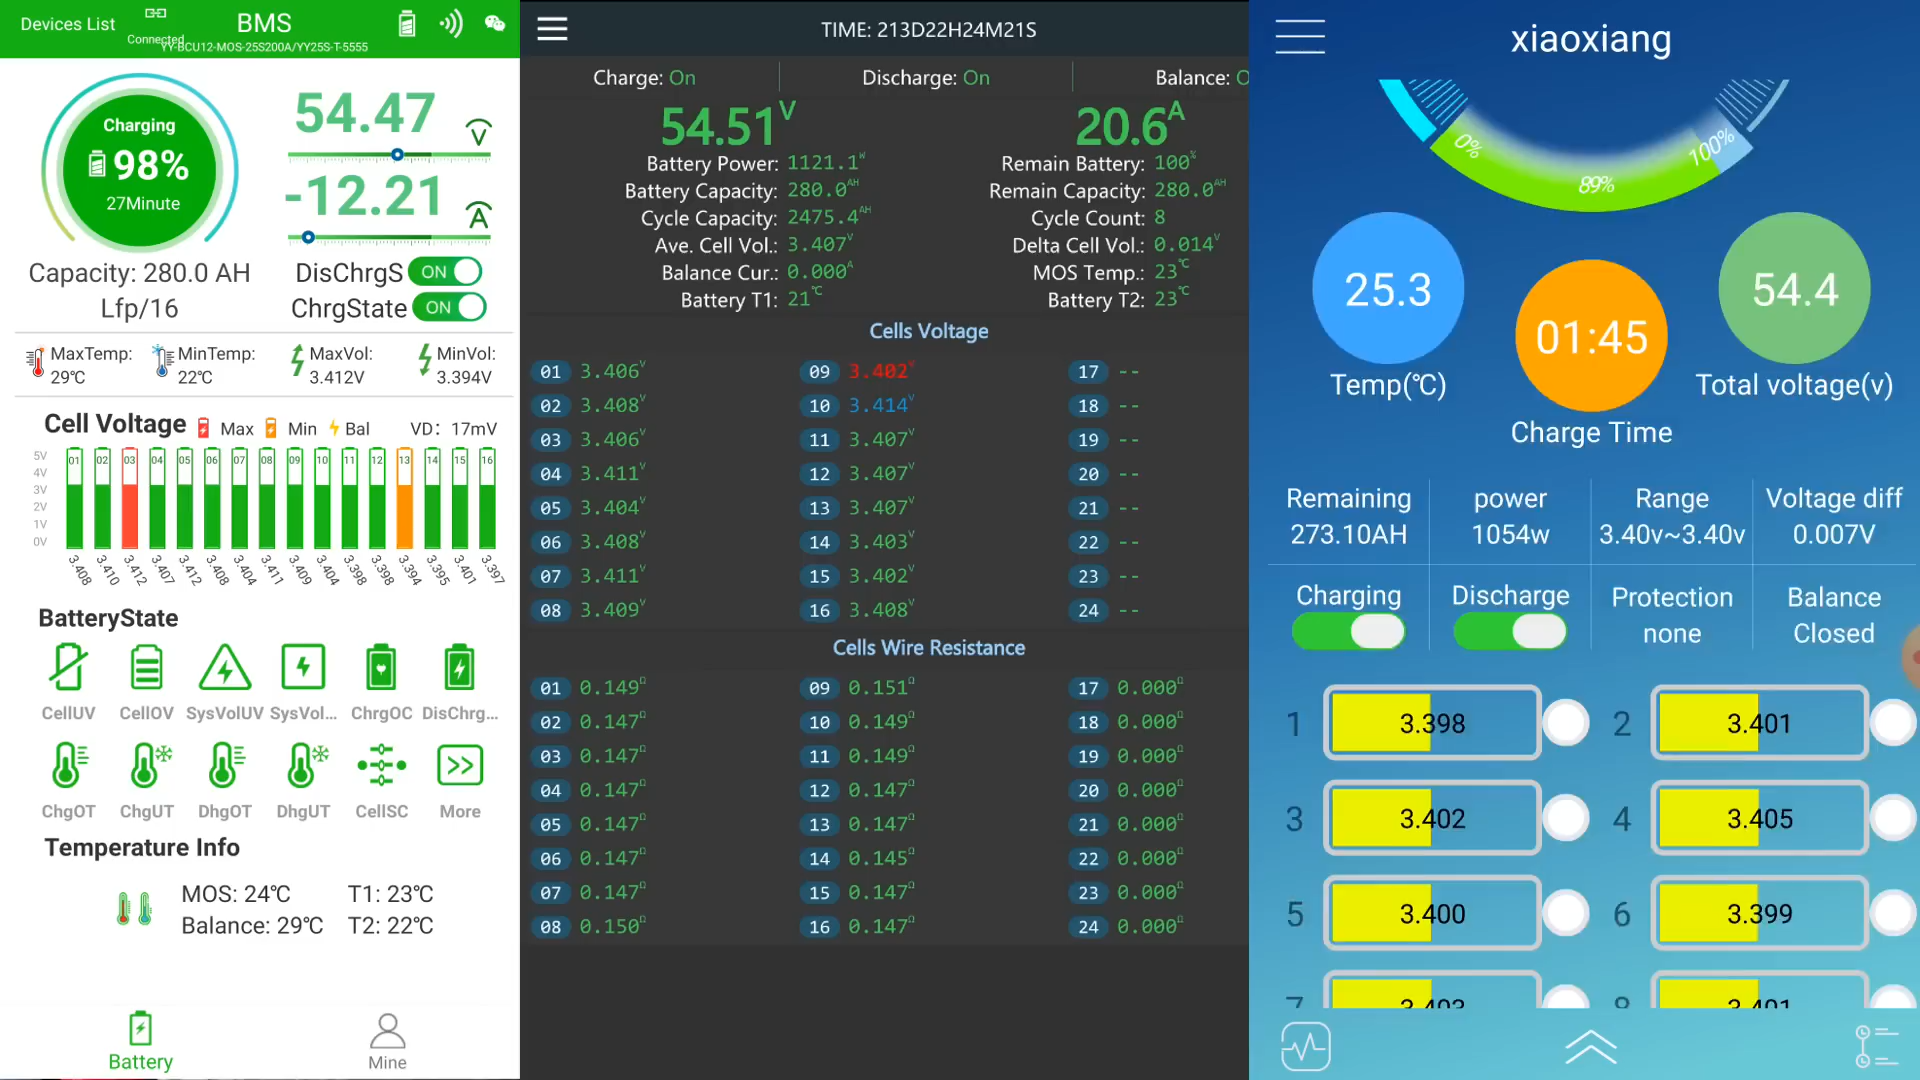 Devices List
Connected
BMS
YY-BCU12-MOS-25S200A/YY25S-T-5555
Charging
98%
27Minute
54.47 V
-12.21 A
Capacity: 280.0 AH
Lfp/16
DisChrgS ON
ChrgState ON
MaxTemp: 29℃
MinTemp: 22℃
MaxVol: 3.412V
MinVol: 3.394V
Cell Voltage Max Min Bal VD: 17mV
5V
4V
3V
2V
1V
0V
01 02 03 04 05 06 07 08 09 10 11 12 13 14 15 16
3.408 3.410 3.412 3.407 3.412 3.408 3.404 3.411 3.409 3.404 3.398 3.398 3.394 3.395 3.401 3.397
BatteryState
CellUV CellOV SysVolUV SysVol... ChrgOC DisChrg...
ChgOT ChgUT DhgOT DhgUT CellSC More
Temperature Info
MOS: 24℃ T1: 23℃
Balance: 29℃ T2: 22℃
Battery Mine
TIME: 213D22H24M21S
Charge: On Discharge: On Balance: O
54.51V 20.6A
Battery Power: 1121.1W Remain Battery: 100%
Battery Capacity: 280.0AH Remain Capacity: 280.0AH
Cycle Capacity: 2475.4AH Cycle Count: 8
Ave. Cell Vol.: 3.407V Delta Cell Vol.: 0.014V
Balance Cur.: 0.000A MOS Temp.: 23℃
Battery T1: 21℃ Battery T2: 23℃
Cells Voltage
01 3.406V 09 3.402V 17 --
02 3.408V 10 3.414V 18 --
03 3.406V 11 3.407V 19 --
04 3.411V 12 3.407V 20 --
05 3.404V 13 3.407V 21 --
06 3.408V 14 3.403V 22 --
07 3.411V 15 3.402V 23 --
08 3.409V 16 3.408V 24 --
Cells Wire Resistance
01 0.149Ω 09 0.151Ω 17 0.000Ω
02 0.147Ω 10 0.149Ω 18 0.000Ω
03 0.147Ω 11 0.149Ω 19 0.000Ω
04 0.147Ω 12 0.147Ω 20 0.000Ω
05 0.147Ω 13 0.147Ω 21 0.000Ω
06 0.147Ω 14 0.145Ω 22 0.000Ω
07 0.147Ω 15 0.147Ω 23 0.000Ω
08 0.150Ω 16 0.147Ω 24 0.000Ω
xiaoxiang
0% 89% 100%
25.3
Temp(℃)
01:45
Charge Time
54.4
Total voltage(v)
Remaining power Range Voltage diff
273.10AH 1054w 3.40v~3.40v 0.007V
Charging Discharge Protection Balance
none Closed
1 3.398 2 3.401
3 3.402 4 3.405
5 3.400 6 3.399
7 3.403 8 3.401